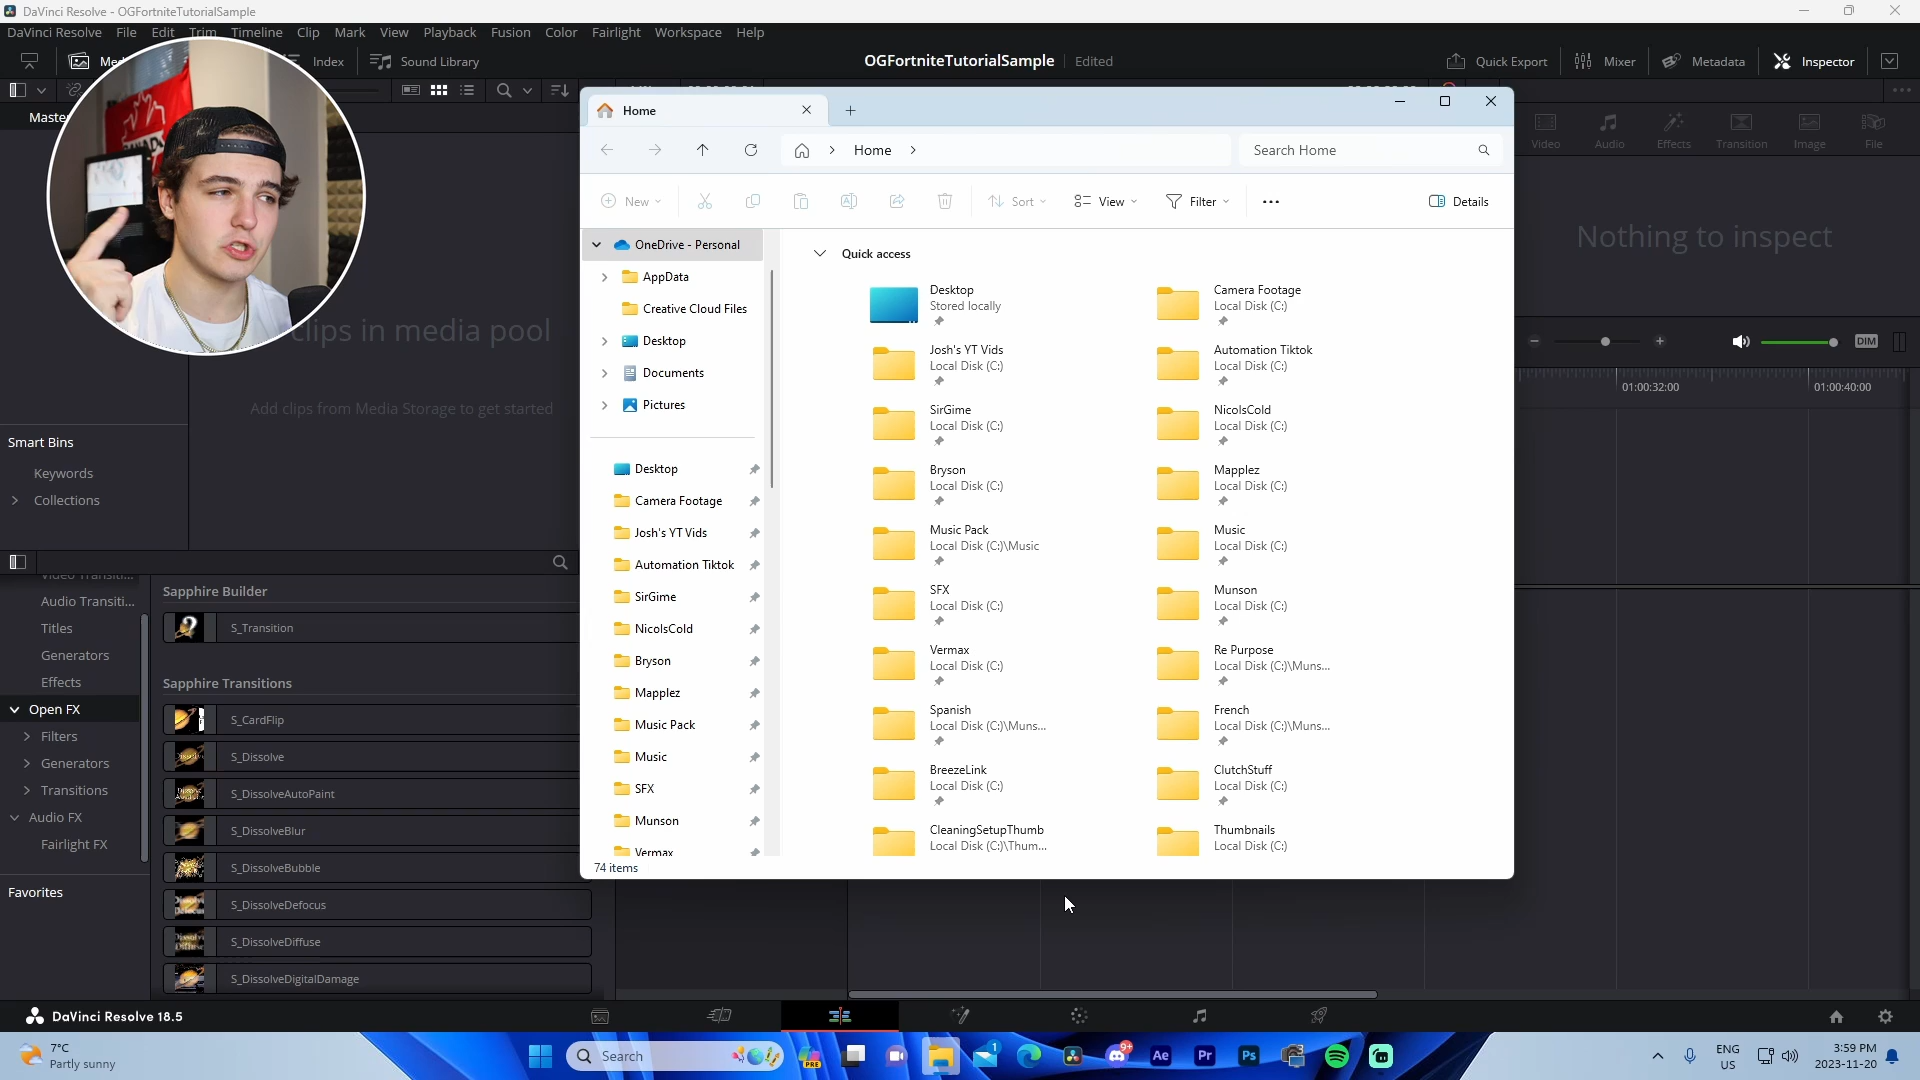 DaVinci Resolve - OGFortniteTutorialSample
DaVinci Resolve File Edit Trim Timeline Clip Mark View Playback Fusion Color Fairlight Workspace Help
Index Sound Library OGFortniteTutorialSample Edited Quick Export Mixer Metadata Inspector
Home
Home
Search Home
Video Audio Effects Transition Image File
New Sort View Filter Details
Nothing to inspect
clips in media pool
Add clips from Media Storage to get started
Smart Bins
Keywords
Collections
OneDrive - Personal
AppData
Creative Cloud Files
Desktop
Documents
Pictures
Desktop
Camera Footage
Josh's YT Vids
Automation Tiktok
SirGime
NicolsCold
Bryson
Mapplez
Music Pack
Music
SFX
Munson
Vermax
74 items
Quick access
Desktop
Stored locally
Camera Footage
Local Disk (C:)
Josh's YT Vids
Local Disk (C:)
Automation Tiktok
Local Disk (C:)
SirGime
Local Disk (C:)
NicolsCold
Local Disk (C:)
Bryson
Local Disk (C:)
Mapplez
Local Disk (C:)
Music Pack
Local Disk (C:)\Music
Music
Local Disk (C:)
SFX
Local Disk (C:)
Munson
Local Disk (C:)
Vermax
Local Disk (C:)
Re Purpose
Local Disk (C:)\Muns...
Spanish
Local Disk (C:)\Muns...
French
Local Disk (C:)\Muns...
BreezeLink
Local Disk (C:)
ClutchStuff
Local Disk (C:)
CleaningSetupThumb
Local Disk (C:)\Thum...
Thumbnails
Local Disk (C:)
DIM
01:00:32:00 01:00:40:00
Audio Transiti...
Titles
Generators
Effects
Open FX
Filters
Generators
Transitions
Audio FX
Fairlight FX
Favorites
Sapphire Builder
S_Transition
Sapphire Transitions
S_CardFlip
S_Dissolve
S_DissolveAutoPaint
S_DissolveBlur
S_DissolveBubble
S_DissolveDefocus
S_DissolveDiffuse
S_DissolveDigitalDamage
DaVinci Resolve 18.5
7°C
Partly sunny
Search
PRE
1
9+
Ae
Pr
Ps
ENG
US
3:59 PM
2023-11-20